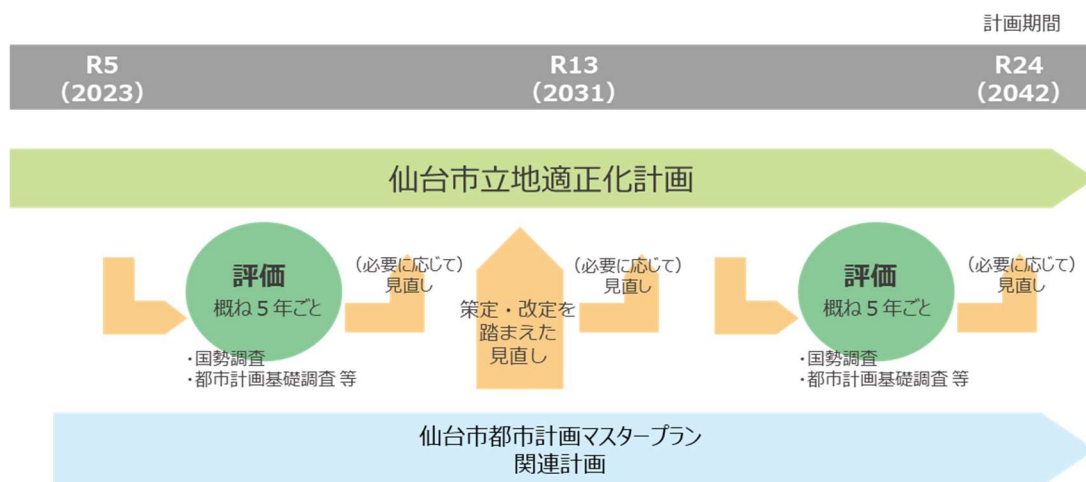 計画期間
R5
（2023）
R13
（2031）
R24
（2042）
仙台市立地適正化計画
評価
概ね５年ごと
・国勢調査
・都市計画基礎調査 等
（必要に応じて）
見直し
策定・改定を
踏まえた
見直し
（必要に応じて）
見直し
評価
概ね５年ごと
・国勢調査
・都市計画基礎調査 等
（必要に応じて）
見直し
仙台市都市計画マスタープラン
関連計画